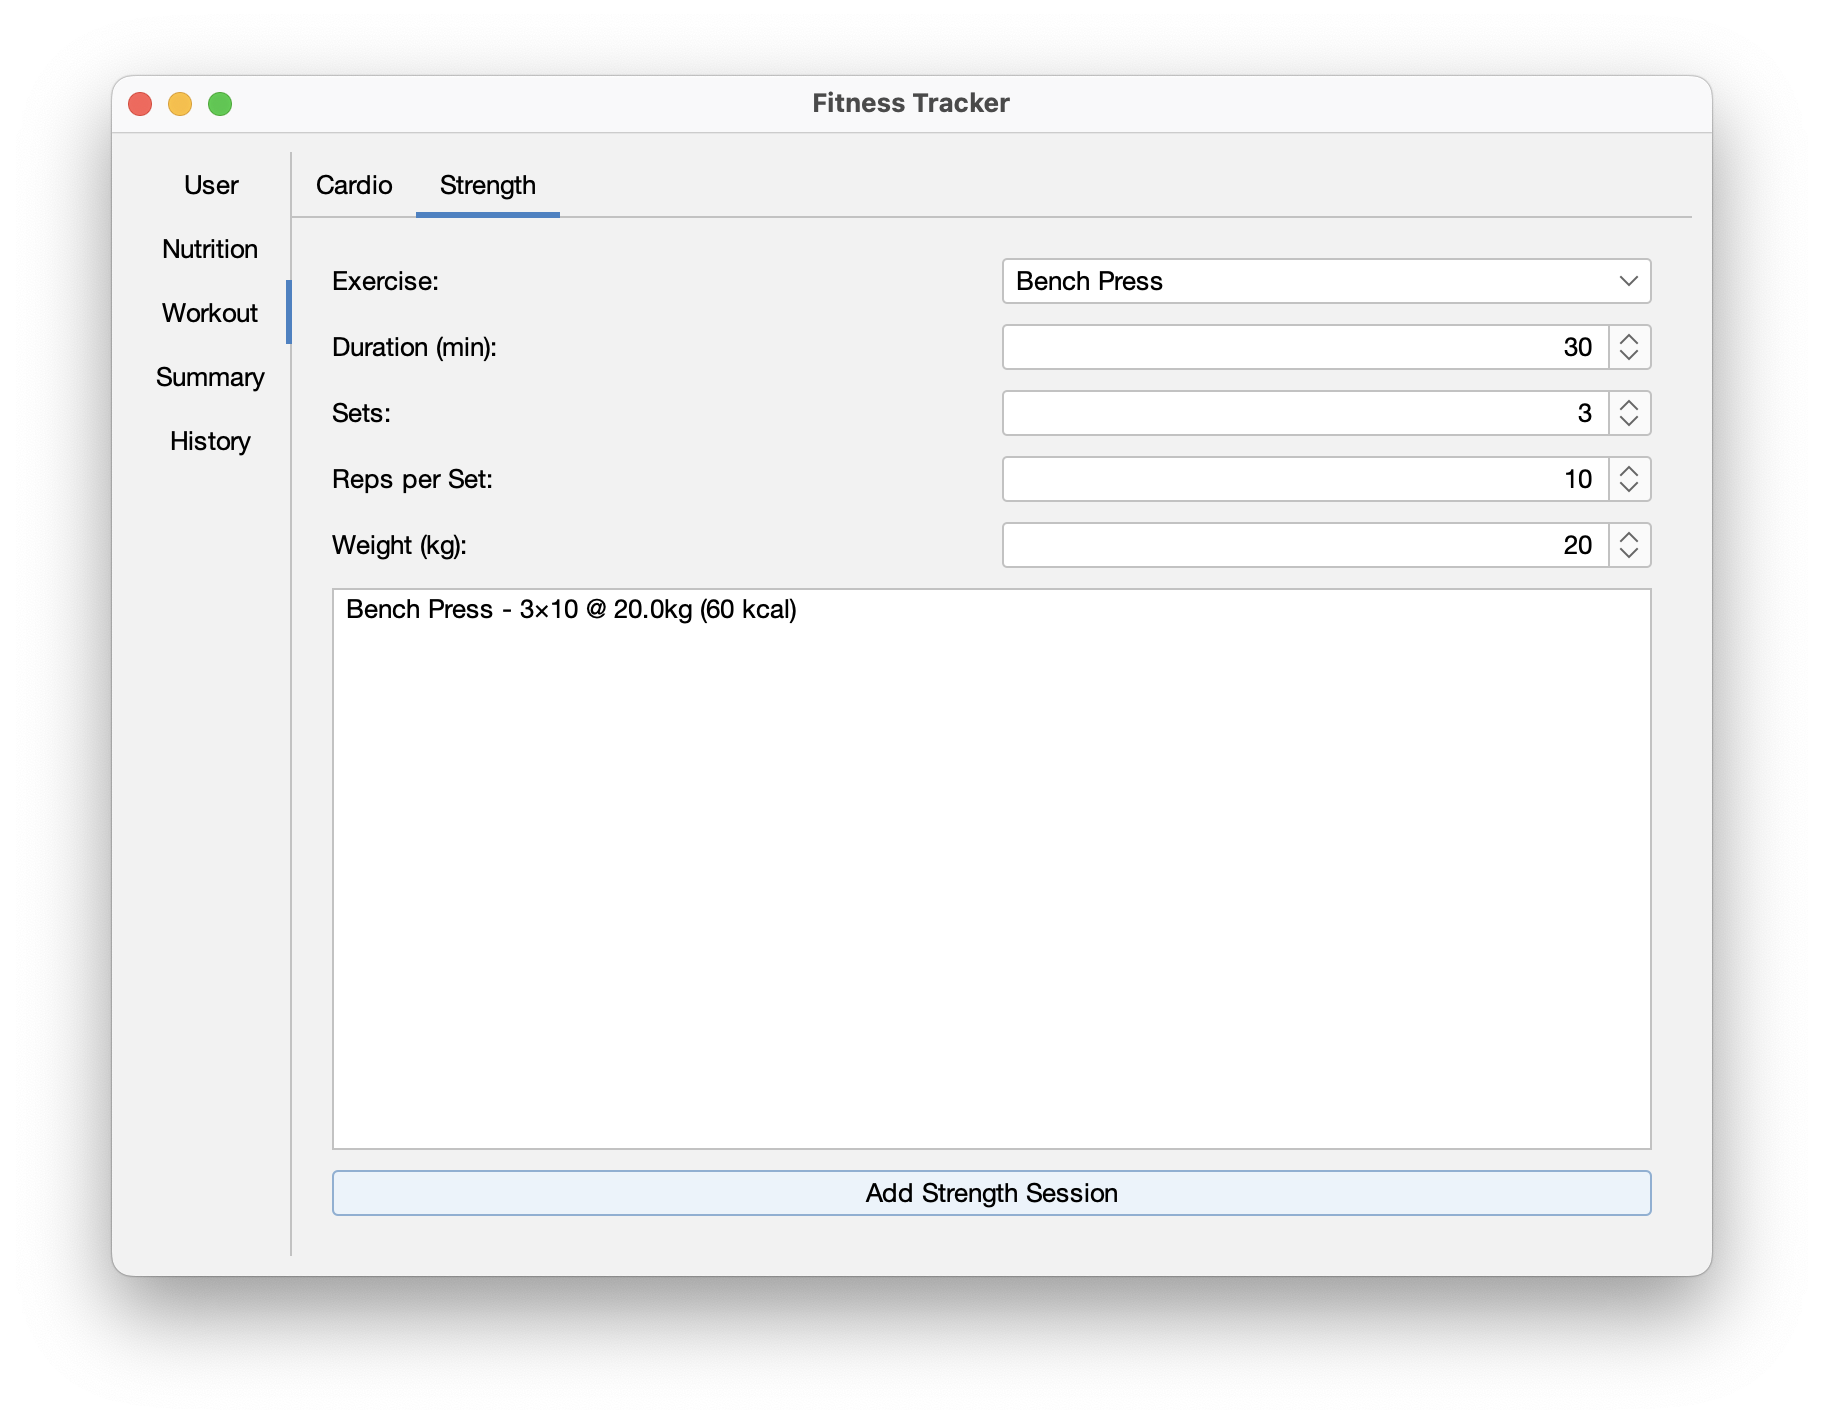 Fitness Tracker
User
Nutrition
Workout
Summary
History
Cardio Strength
Exercise: Bench Press
Duration (min): 30
Sets: 3
Reps per Set: 10
Weight (kg): 20
Bench Press - 3×10 @ 20.0kg (60 kcal)
Add Strength Session